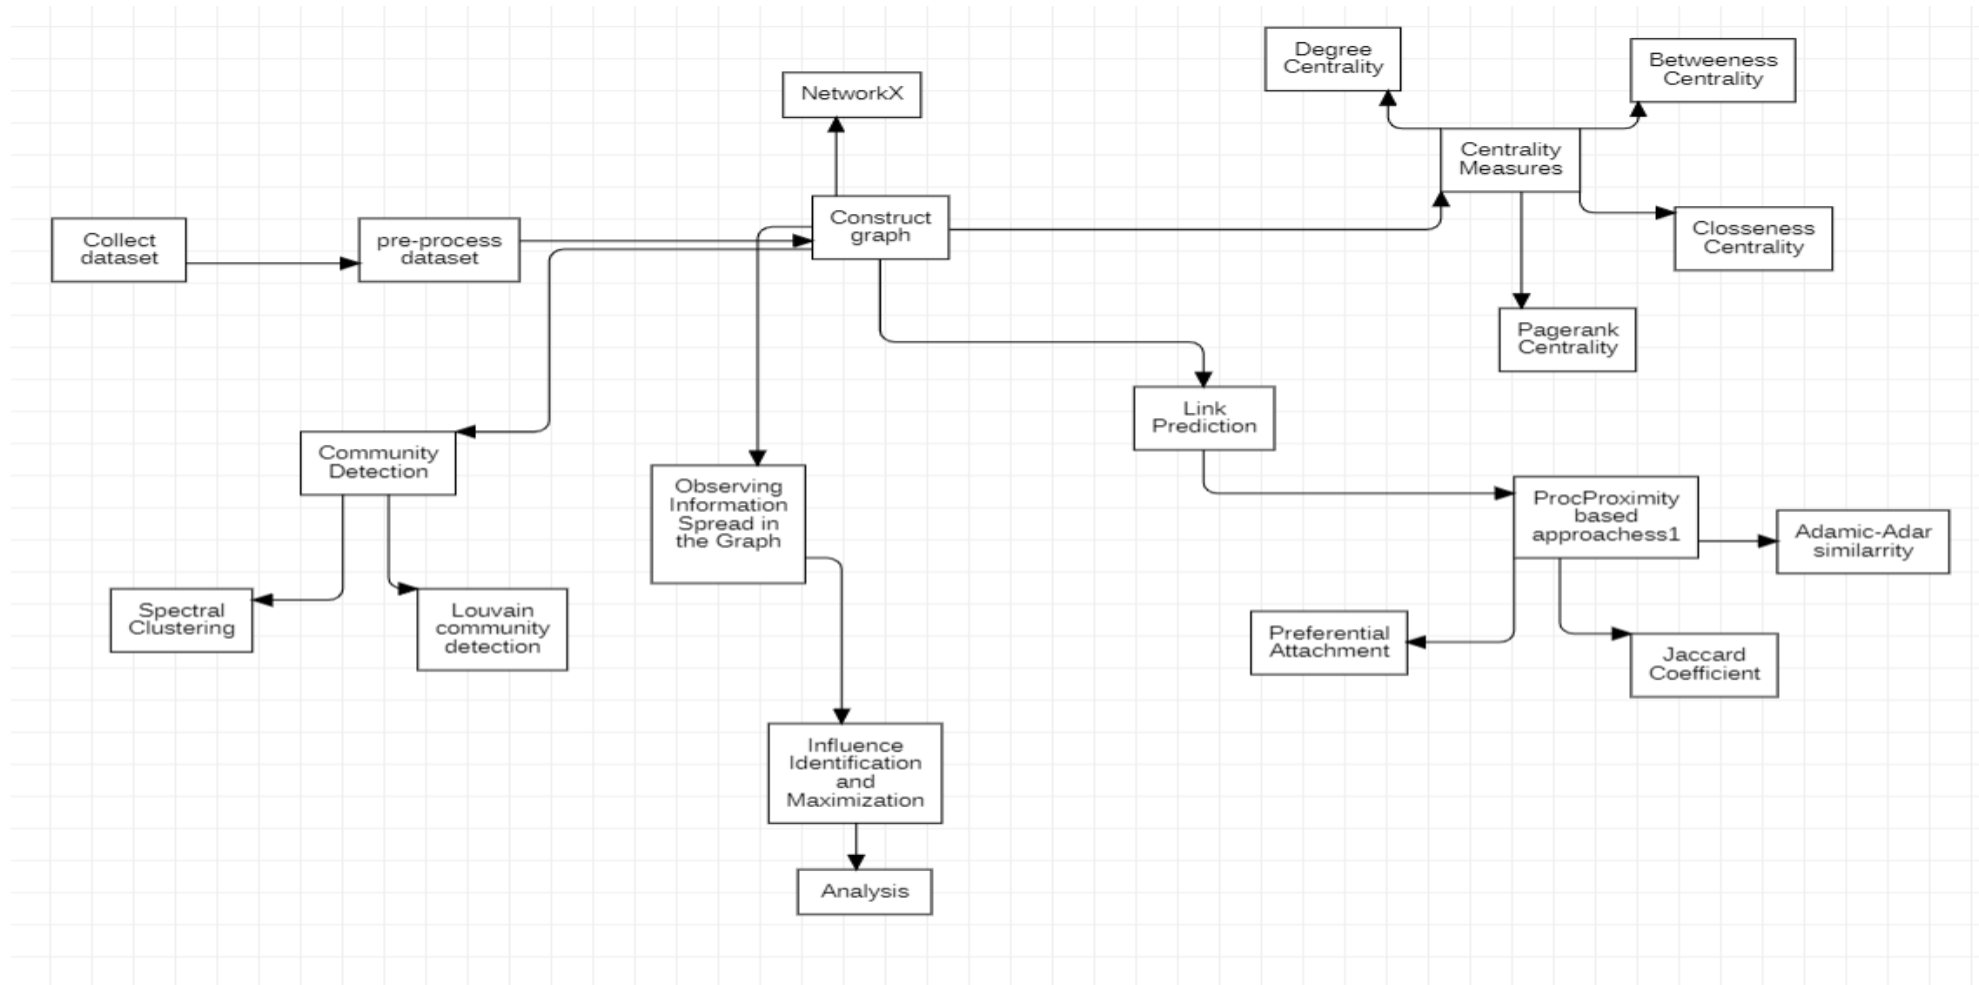 Degree
Centrality
Betweeness
Centrality
NetworkX
Centrality
Measures
Construct
graph
Collect
dataset
pre-process
dataset
Closseness
Centrality
Pagerank
Centrality
Link
Prediction
Community
Detection
Observing
Information
Spread in
the Graph
ProcProximity
based
approachess1
Adamic-Adar
similarrity
Spectral
Clustering
Louvain
community
detection
Preferential
Attachment
Jaccard
Coefficient
Influence
Identification
and
Maximization
Analysis